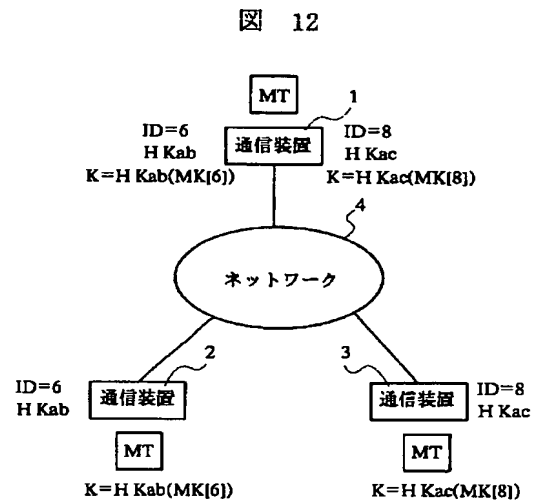 図 12
MT
1
ID=6
H Kab
K=H Kab(MK[6])
通信装置
ID=8
H Kac
K=H Kac(MK[8])
4
ネットワーク
2
ID=6
H Kab
通信装置
MT
K=H Kab(MK[6])
3
通信装置
ID=8
H Kac
MT
K=H Kac(MK[8])